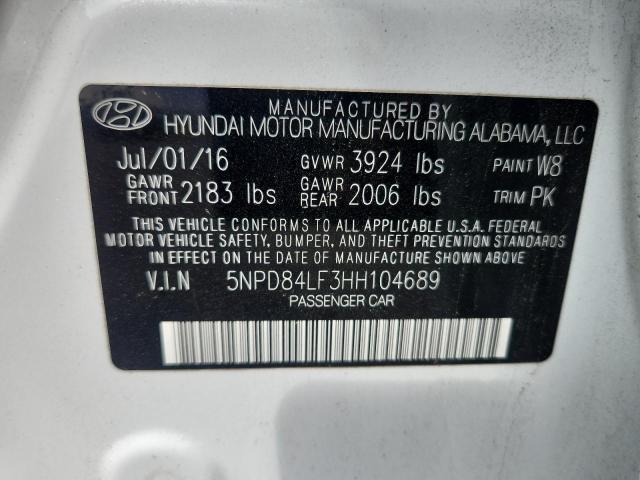 MANUFACTURED BY
HYUNDAI MOTOR MANUFACTURING ALABAMA, LLC
Jul/01/16 GVWR 3924 lbs PAINT W8
GAWR FRONT 2183 lbs GAWR REAR 2006 lbs TRIM PK
THIS VEHICLE CONFORMS TO ALL APPLICABLE U.S.A. FEDERAL
MOTOR VEHICLE SAFETY, BUMPER, AND THEFT PREVENTION STANDARDS
IN EFFECT ON THE DATE OF MANUFACTURE SHOWN ABOVE.
V.I.N 5NPD84LF3HH104689
PASSENGER CAR